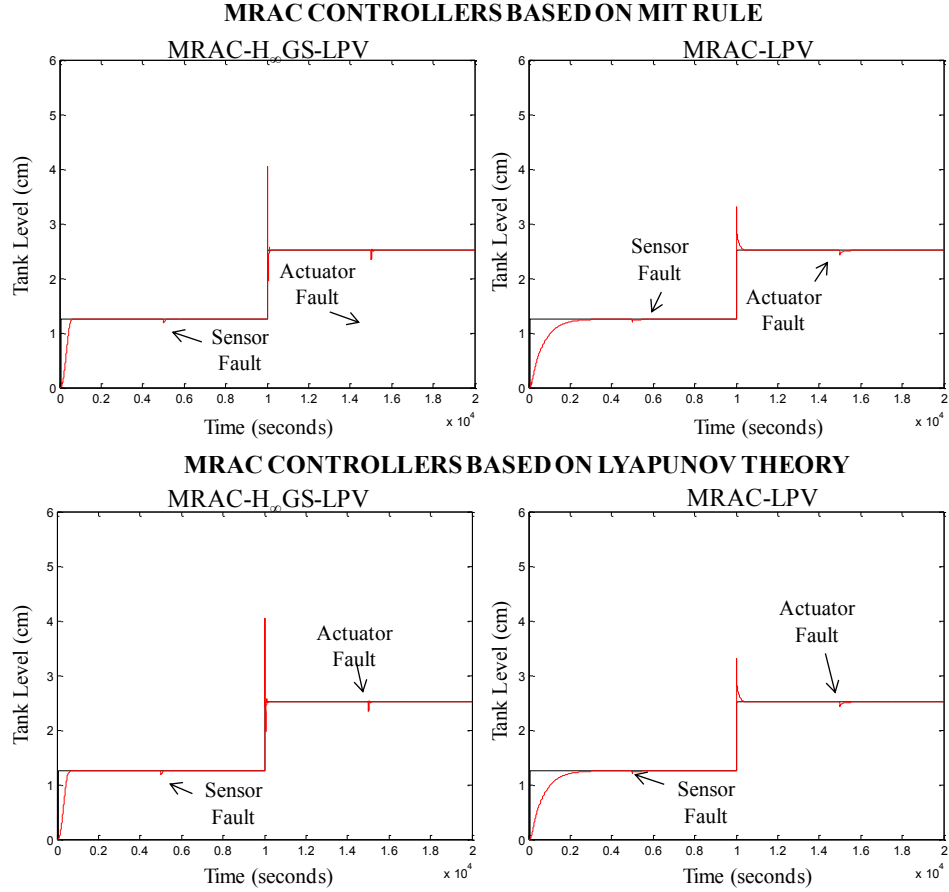 MRAC CONTROLLERS BASED ON MIT RULE
MRAC-H∞GS-LPV
MRAC-LPV
6
5
4
3
2
1
0
Tank Level (cm)
Actuator
Fault
Sensor
Fault
0 0.2 0.4 0.6 0.8 1 1.2 1.4 1.6 1.8 2
x 10⁴
Time (seconds)
6
5
4
3
2
1
0
Tank Level (cm)
Sensor
Fault
Actuator
Fault
0 0.2 0.4 0.6 0.8 1 1.2 1.4 1.6 1.8 2
x 10⁴
Time (seconds)
MRAC CONTROLLERS BASED ON LYAPUNOV THEORY
MRAC-H∞GS-LPV
MRAC-LPV
6
5
4
3
2
1
0
Tank Level (cm)
Actuator
Fault
Sensor
Fault
0 0.2 0.4 0.6 0.8 1 1.2 1.4 1.6 1.8 2
x 10⁴
Time (seconds)
6
5
4
3
2
1
0
Tank Level (cm)
Actuator
Fault
Sensor
Fault
0 0.2 0.4 0.6 0.8 1 1.2 1.4 1.6 1.8 2
x 10⁴
Time (seconds)